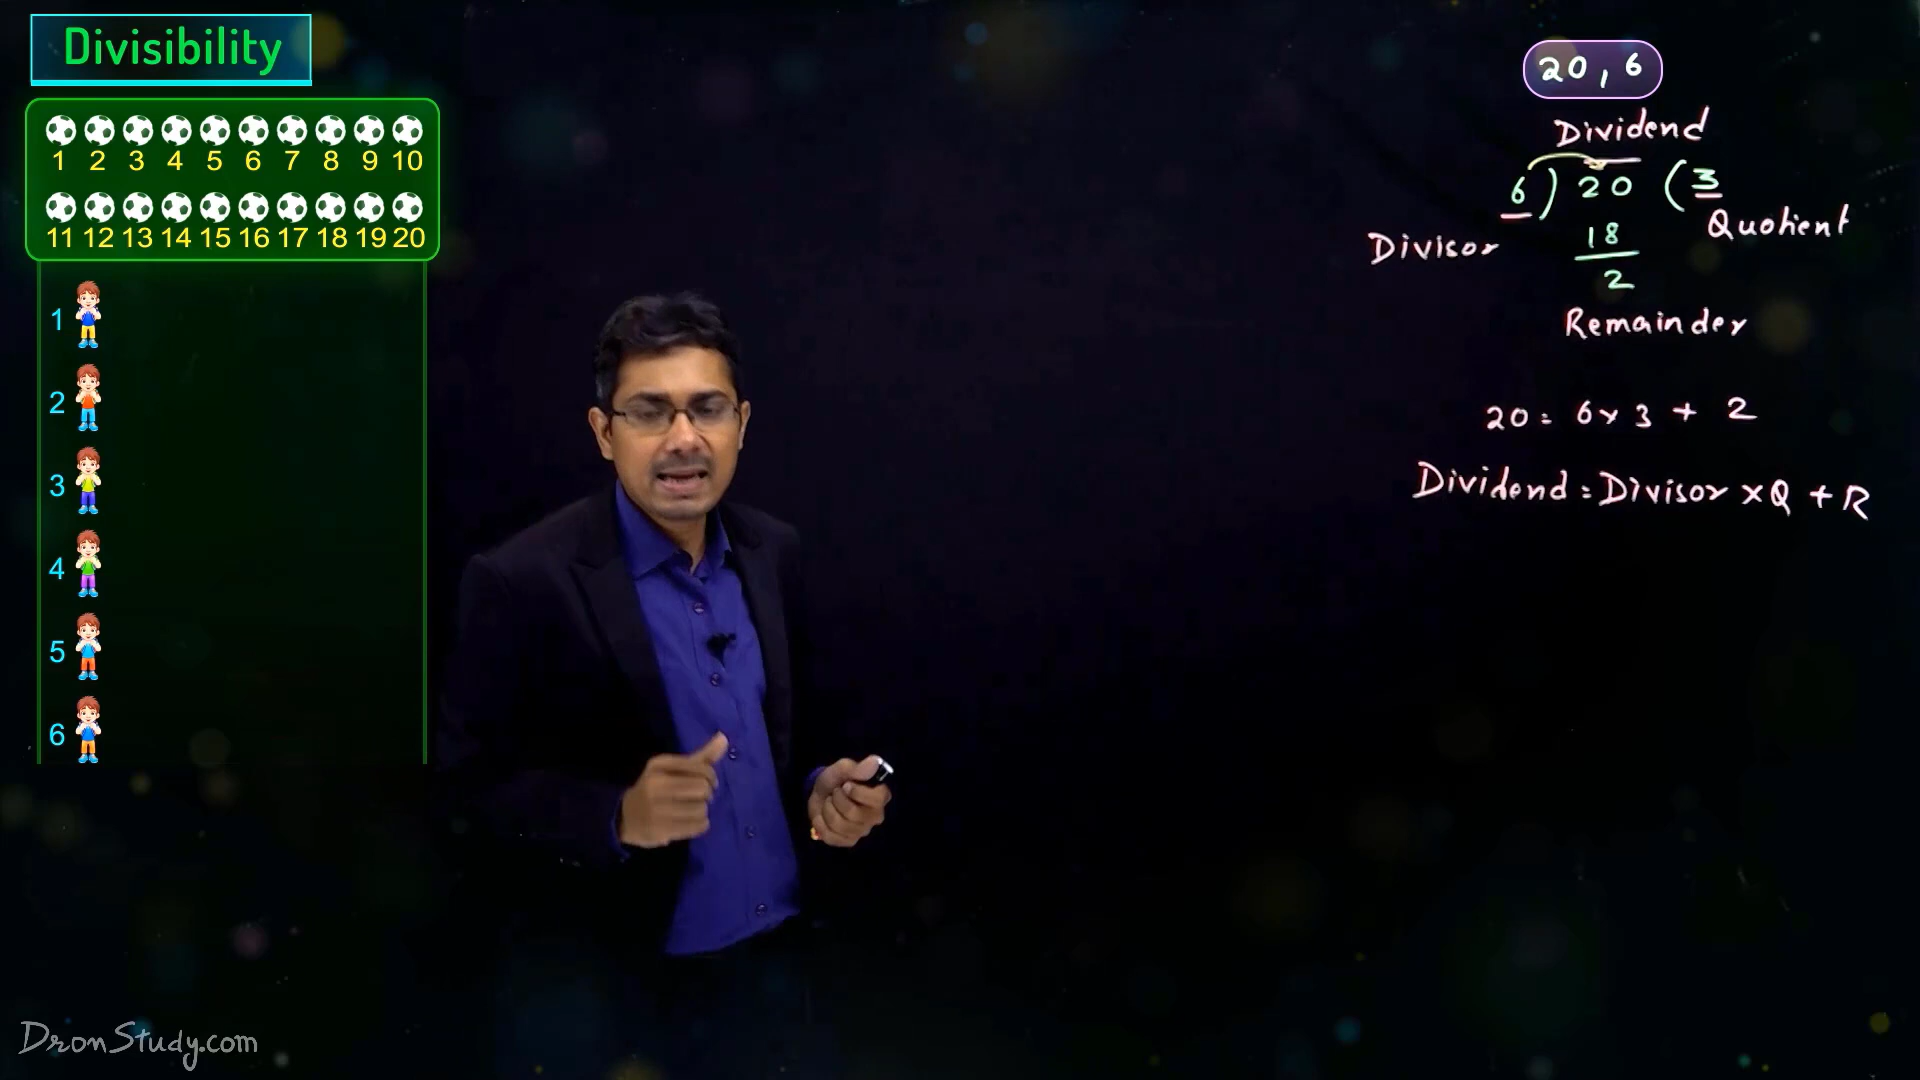 Divisibility
1 2 3 4 5 6 7 8 9 10
11 12 13 14 15 16 17 18 19 20
1
2
3
4
5
6
20, 6
Dividend
6) 20 (3
Divisor
Quotient
18
2
Remainder
20 = 6 x 3 + 2
Dividend = Divisor x Q + R
DronStudy.com